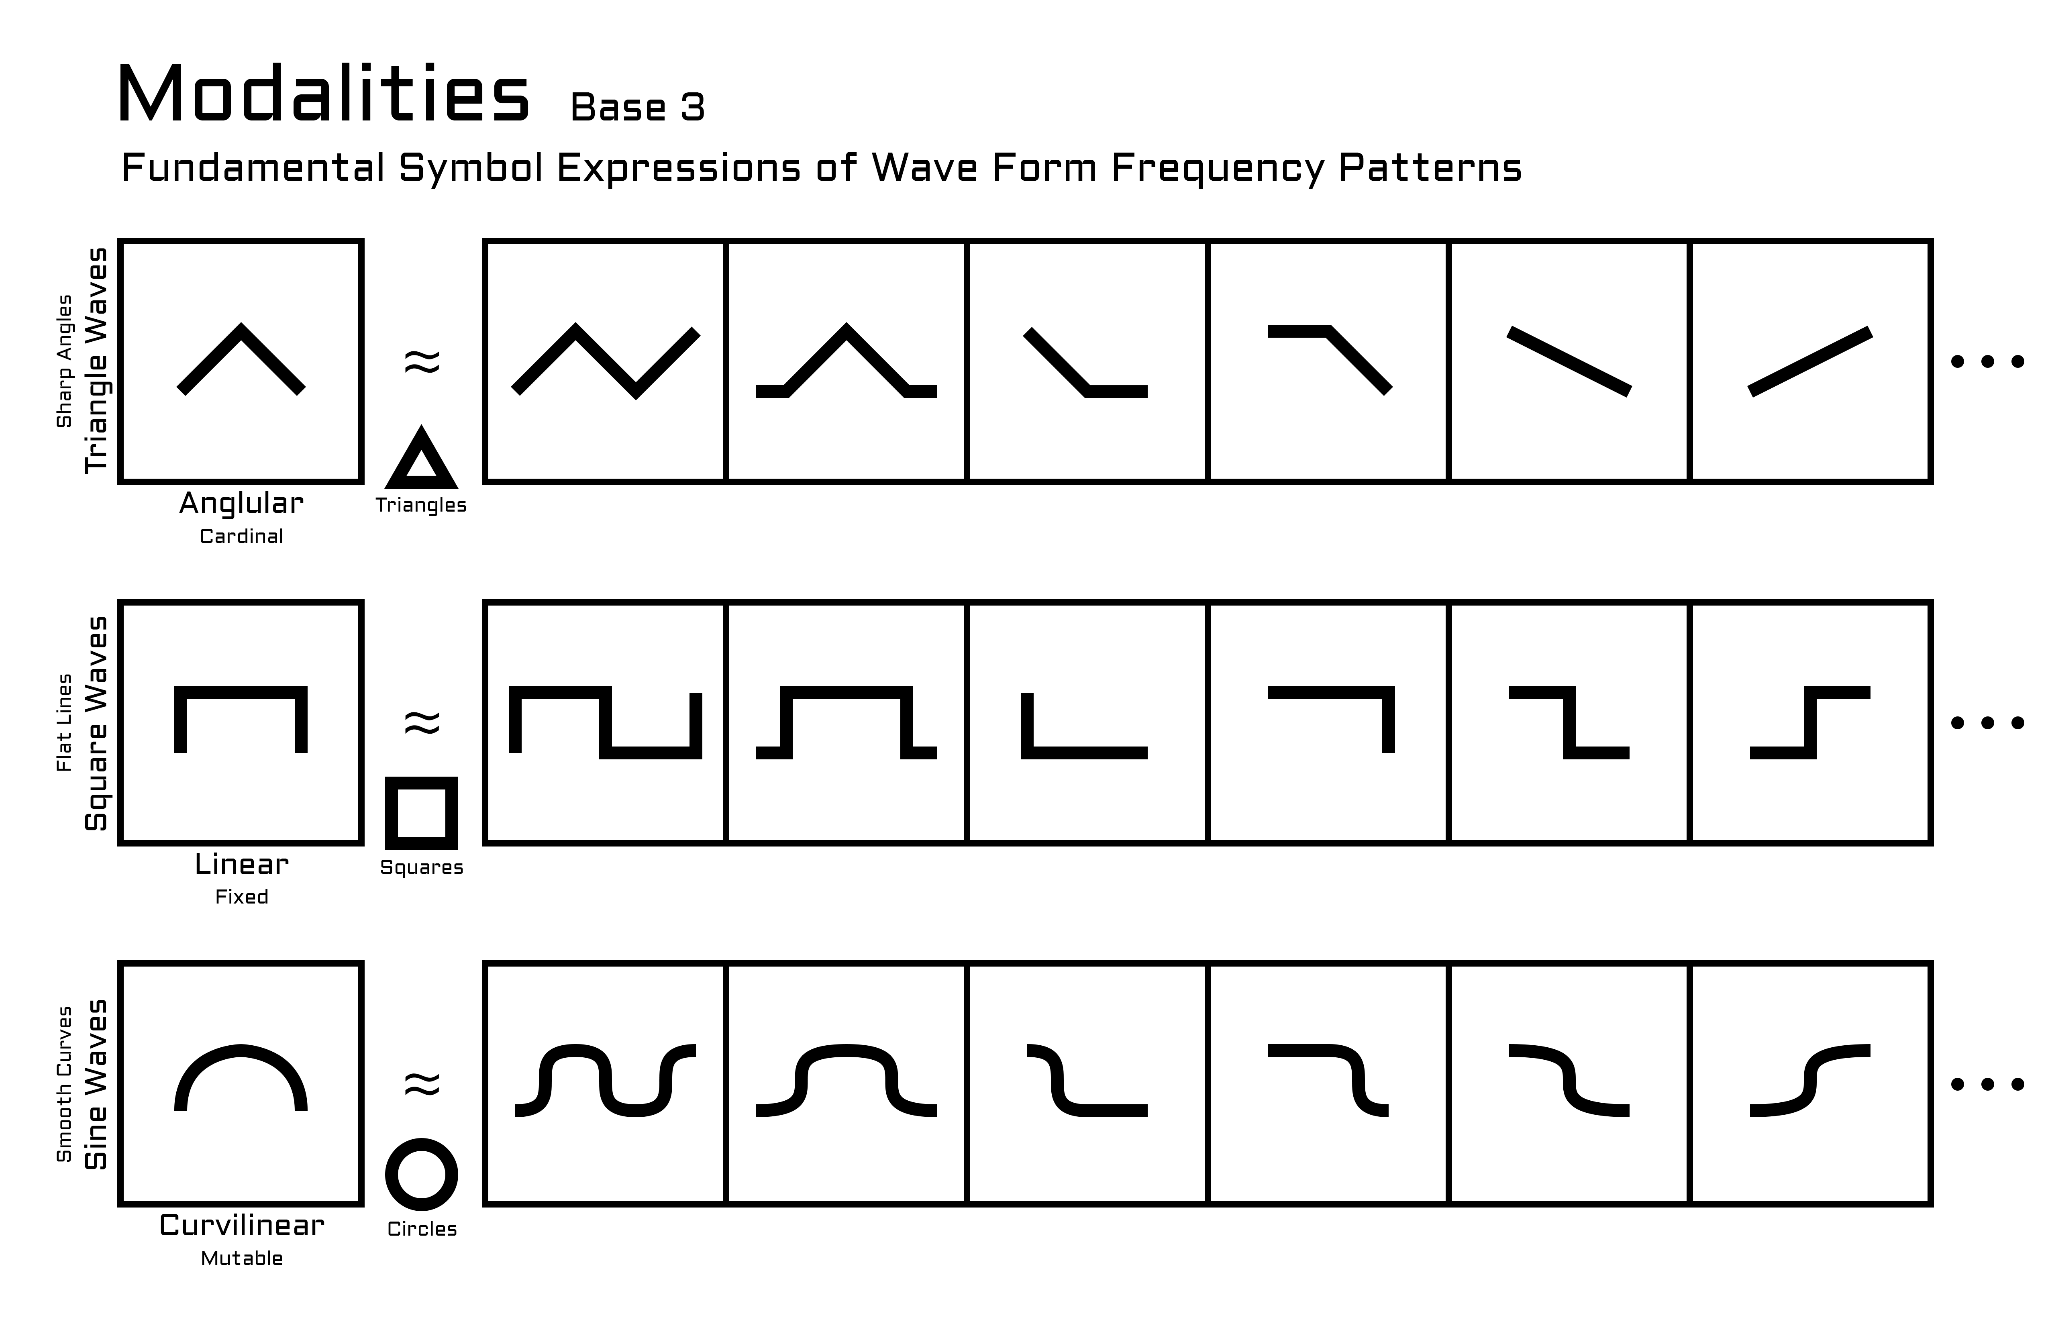 Modalities Base 3
Fundamental Symbol Expressions of Wave Form Frequency Patterns
Sharp Angles
Triangle Waves
≈
Triangles
Anglular
Cardinal
Flat Lines
Square Waves
≈
Squares
Linear
Fixed
Smooth Curves
Sine Waves
≈
Circles
Curvilinear
Mutable